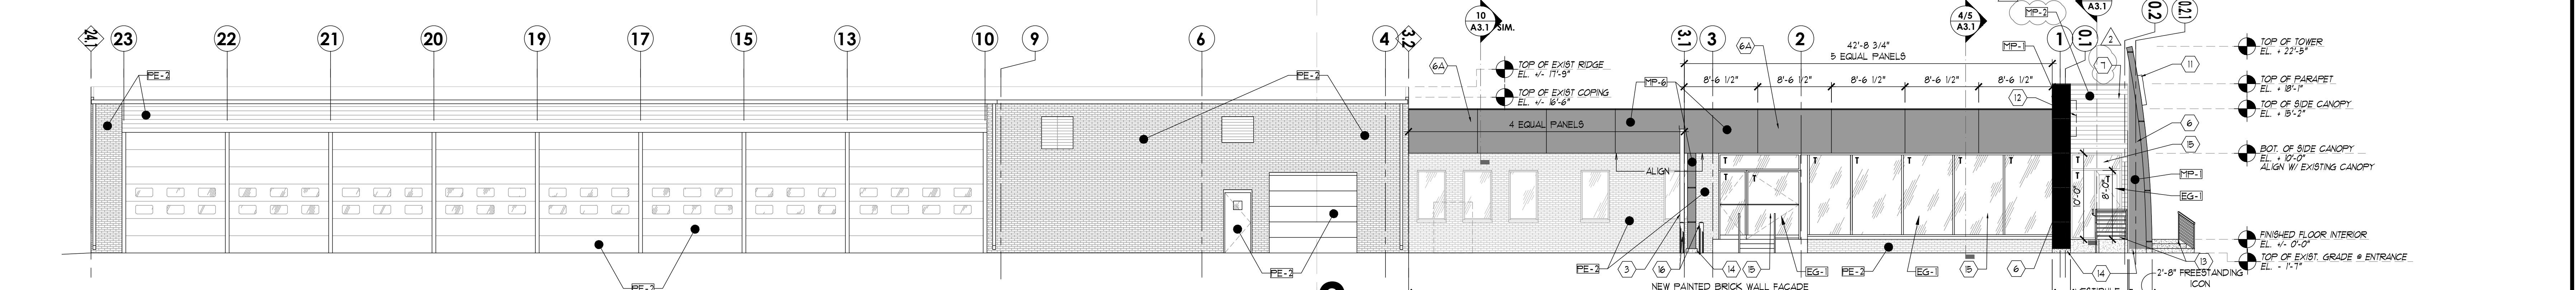 24.1
23
22
21
20
19
17
15
13
10
9
6
4
3.2
10
A3.1
SIM.
3.1
3
2
4/5
A3.1
1
0.1
A3.1
0.2
0.21
2
MP-2
MP-1
7
11
12
6A
6A
42'-8 3/4"
5 EQUAL PANELS
8'-6 1/2"
8'-6 1/2"
8'-6 1/2"
8'-6 1/2"
8'-6 1/2"
TOP OF EXIST RIDGE
EL. +/- 17'-9"
TOP OF EXIST COPING
EL. +/- 16'-6"
MP-6
4 EQUAL PANELS
ALIGN
PE-2
PE-2
PE-2
PE-2
PE-2
3
16
14
15
EG-1
PE-2
EG-1
15
6
14
13
T
T
T
T
T
T
T
T
T
T
10'-0"
8'-0"
TOP OF TOWER
EL. + 22'-5"
TOP OF PARAPET
EL. + 18'-1"
TOP OF SIDE CANOPY
EL. + 15'-2"
6
15
BOT. OF SIDE CANOPY
EL. + 10'-0"
ALIGN W/ EXISTING CANOPY
MP-1
EG-1
FINISHED FLOOR INTERIOR
EL. +/- 0'-0"
TOP OF EXIST. GRADE @ ENTRANCE
EL. - 1'-7"
2'-8" FREESTANDING
ICON
NEW PAINTED BRICK WALL FACADE